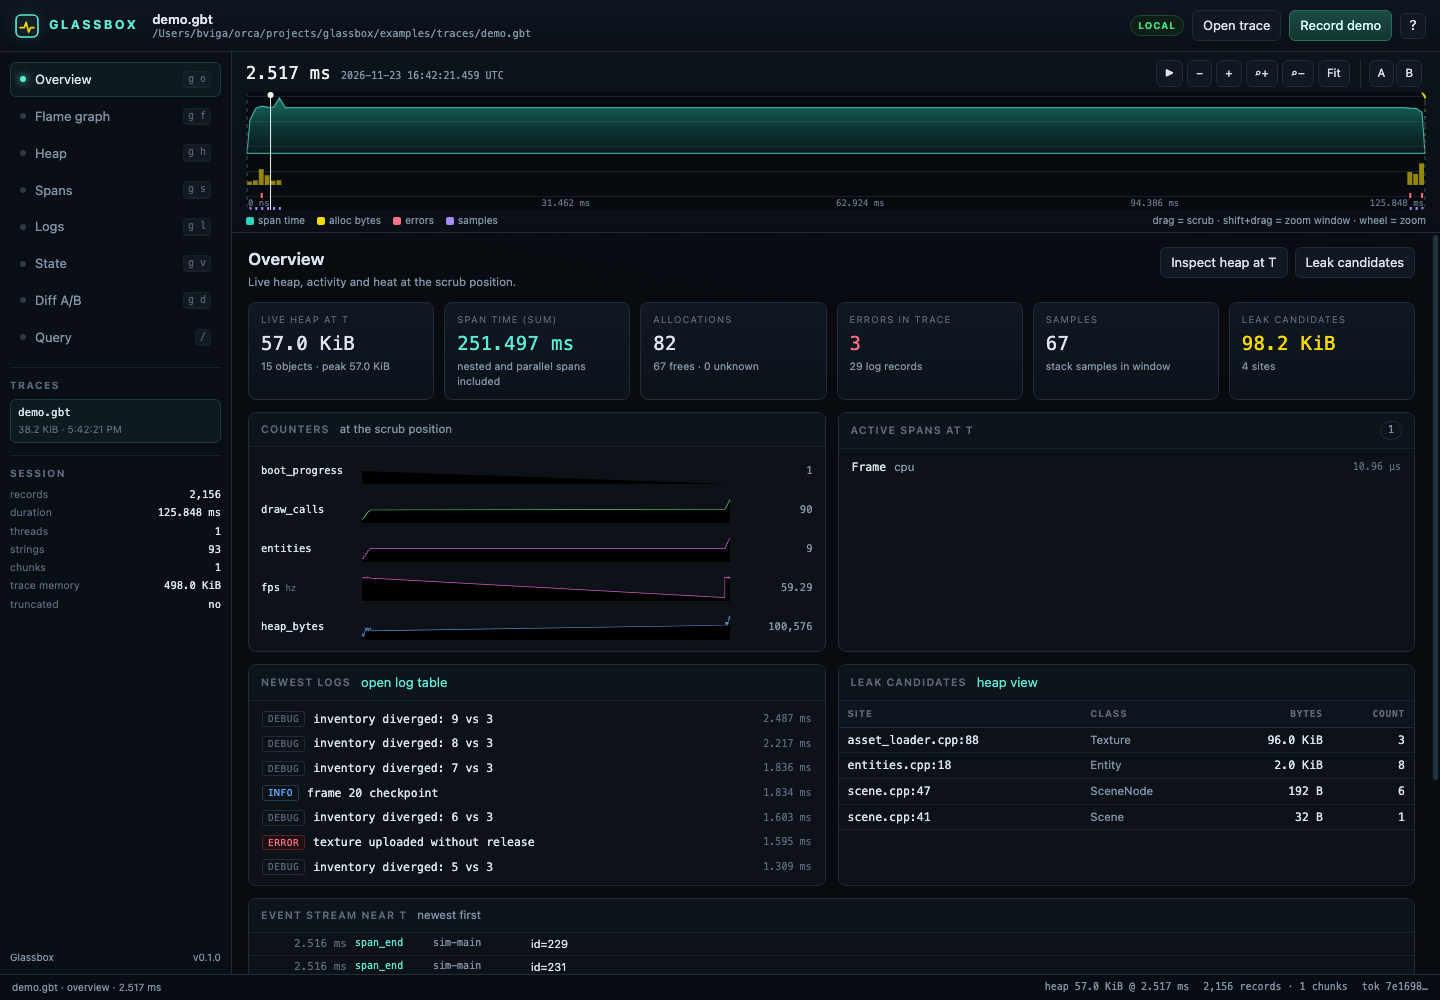 GLASSBOX
demo.gbt
/Users/bviga/orca/projects/glassbox/examples/traces/demo.gbt
LOCAL
Open trace
Record demo
?
Overview g o
Flame graph g f
Heap g h
Spans g s
Logs g l
State g v
Diff A/B g d
Query /
TRACES
demo.gbt
38.2 KiB · 5:42:21 PM
SESSION
records 2,156
duration 125.848 ms
threads 1
strings 93
chunks 1
trace memory 498.0 KiB
truncated no
Glassbox v0.1.0
2.517 ms 2026-11-23 16:42:21.459 UTC
− + Fit A B
0 ns 31.462 ms 62.924 ms 94.386 ms 125.848 ms
span time alloc bytes errors samples
drag = scrub · shift+drag = zoom window · wheel = zoom
Overview
Live heap, activity and heat at the scrub position.
Inspect heap at T
Leak candidates
LIVE HEAP AT T
57.0 KiB
15 objects · peak 57.0 KiB
SPAN TIME (SUM)
251.497 ms
nested and parallel spans
included
ALLOCATIONS
82
67 frees · 0 unknown
ERRORS IN TRACE
3
29 log records
SAMPLES
67
stack samples in window
LEAK CANDIDATES
98.2 KiB
4 sites
COUNTERS at the scrub position
boot_progress 1
draw_calls 90
entities 9
fps hz 59.29
heap_bytes 100,576
ACTIVE SPANS AT T 1
Frame cpu 10.96 µs
NEWEST LOGS open log table
DEBUG inventory diverged: 9 vs 3 2.487 ms
DEBUG inventory diverged: 8 vs 3 2.217 ms
DEBUG inventory diverged: 7 vs 3 1.836 ms
INFO frame 20 checkpoint 1.834 ms
DEBUG inventory diverged: 6 vs 3 1.603 ms
ERROR texture uploaded without release 1.595 ms
DEBUG inventory diverged: 5 vs 3 1.309 ms
LEAK CANDIDATES heap view
SITE CLASS BYTES COUNT
asset_loader.cpp:88 Texture 96.0 KiB 3
entities.cpp:18 Entity 2.0 KiB 8
scene.cpp:47 SceneNode 192 B 6
scene.cpp:41 Scene 32 B 1
EVENT STREAM NEAR T newest first
2.516 ms span_end sim-main id=229
2.516 ms span_end sim-main id=231
demo.gbt · overview · 2.517 ms
heap 57.0 KiB @ 2.517 ms 2,156 records · 1 chunks tok 7e1698…